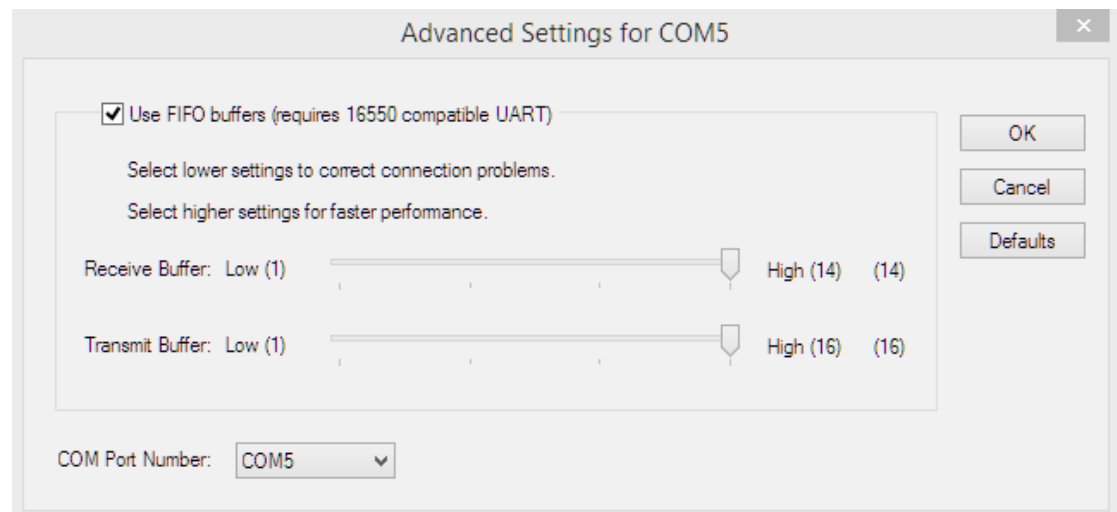 Advanced Settings for COM5
Use FIFO buffers (requires 16550 compatible UART)
OK
Select lower settings to correct connection problems.
Cancel
Select higher settings for faster performance.
Defaults
Receive Buffer: Low (1) High (14) (14)
Transmit Buffer: Low (1) High (16) (16)
COM Port Number: COM5